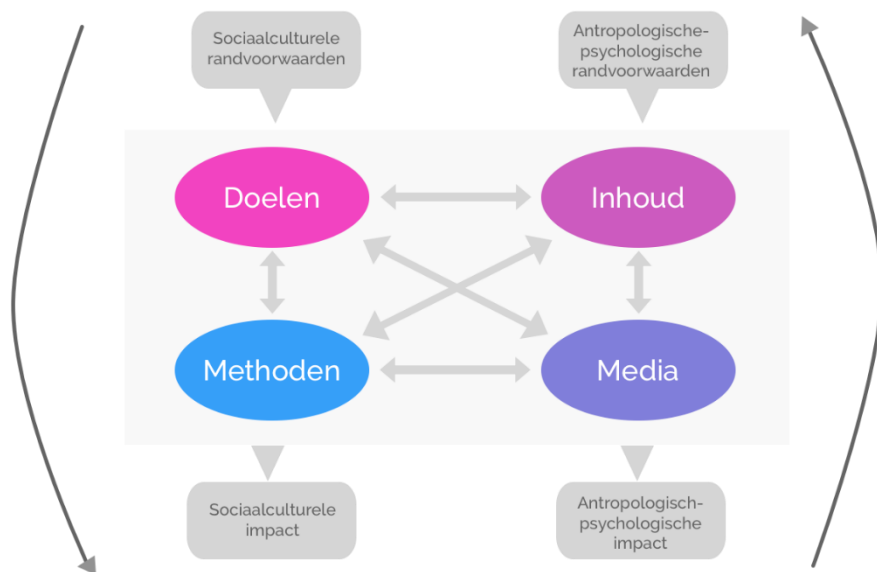 Sociaalculturele
randvoorwaarden
Antropologische-
psychologische
randvoorwaarden
Doelen
Inhoud
Methoden
Media
Sociaalculturele
impact
Antropologisch-
psychologische
impact